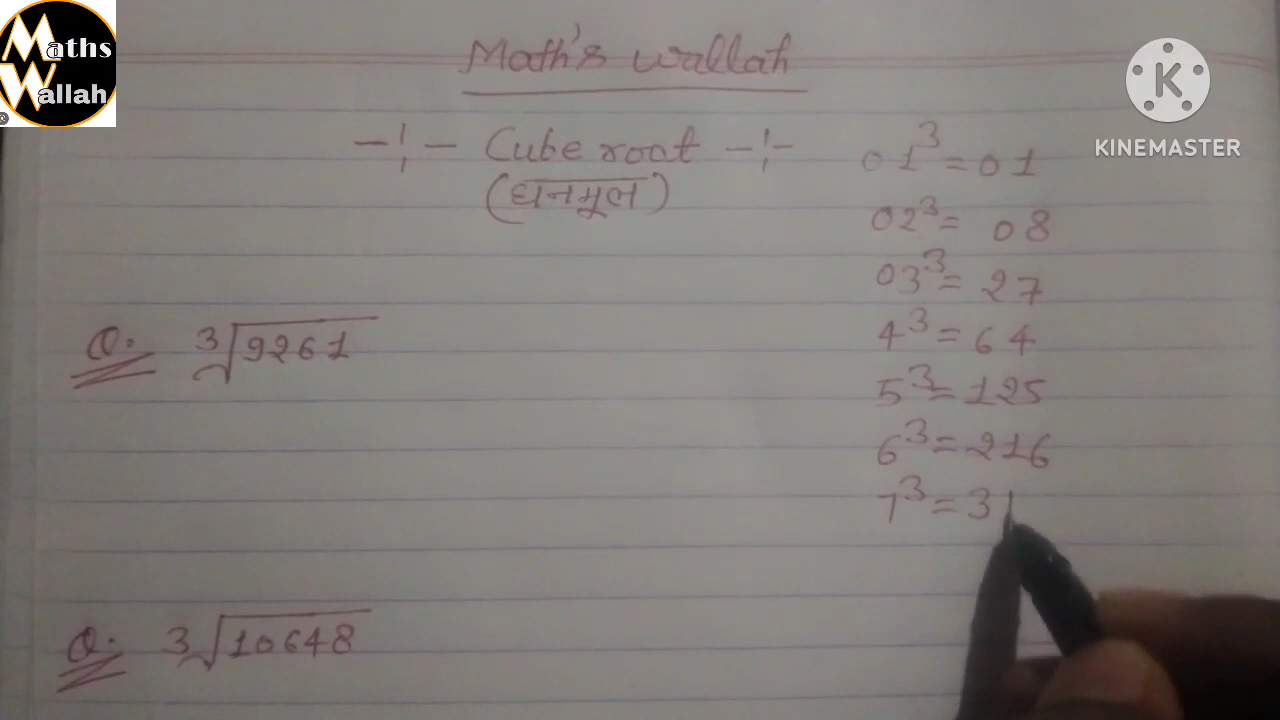 Maths
Wallah
®
Math's wallah
KINEMASTER
-:- Cube root -:-
(घनमूल)
01³ = 01
02³ = 08
03³ = 27
4³ = 64
5³ = 125
6³ = 216
7³ = 3
Q. ³√9261
Q. ³√10648